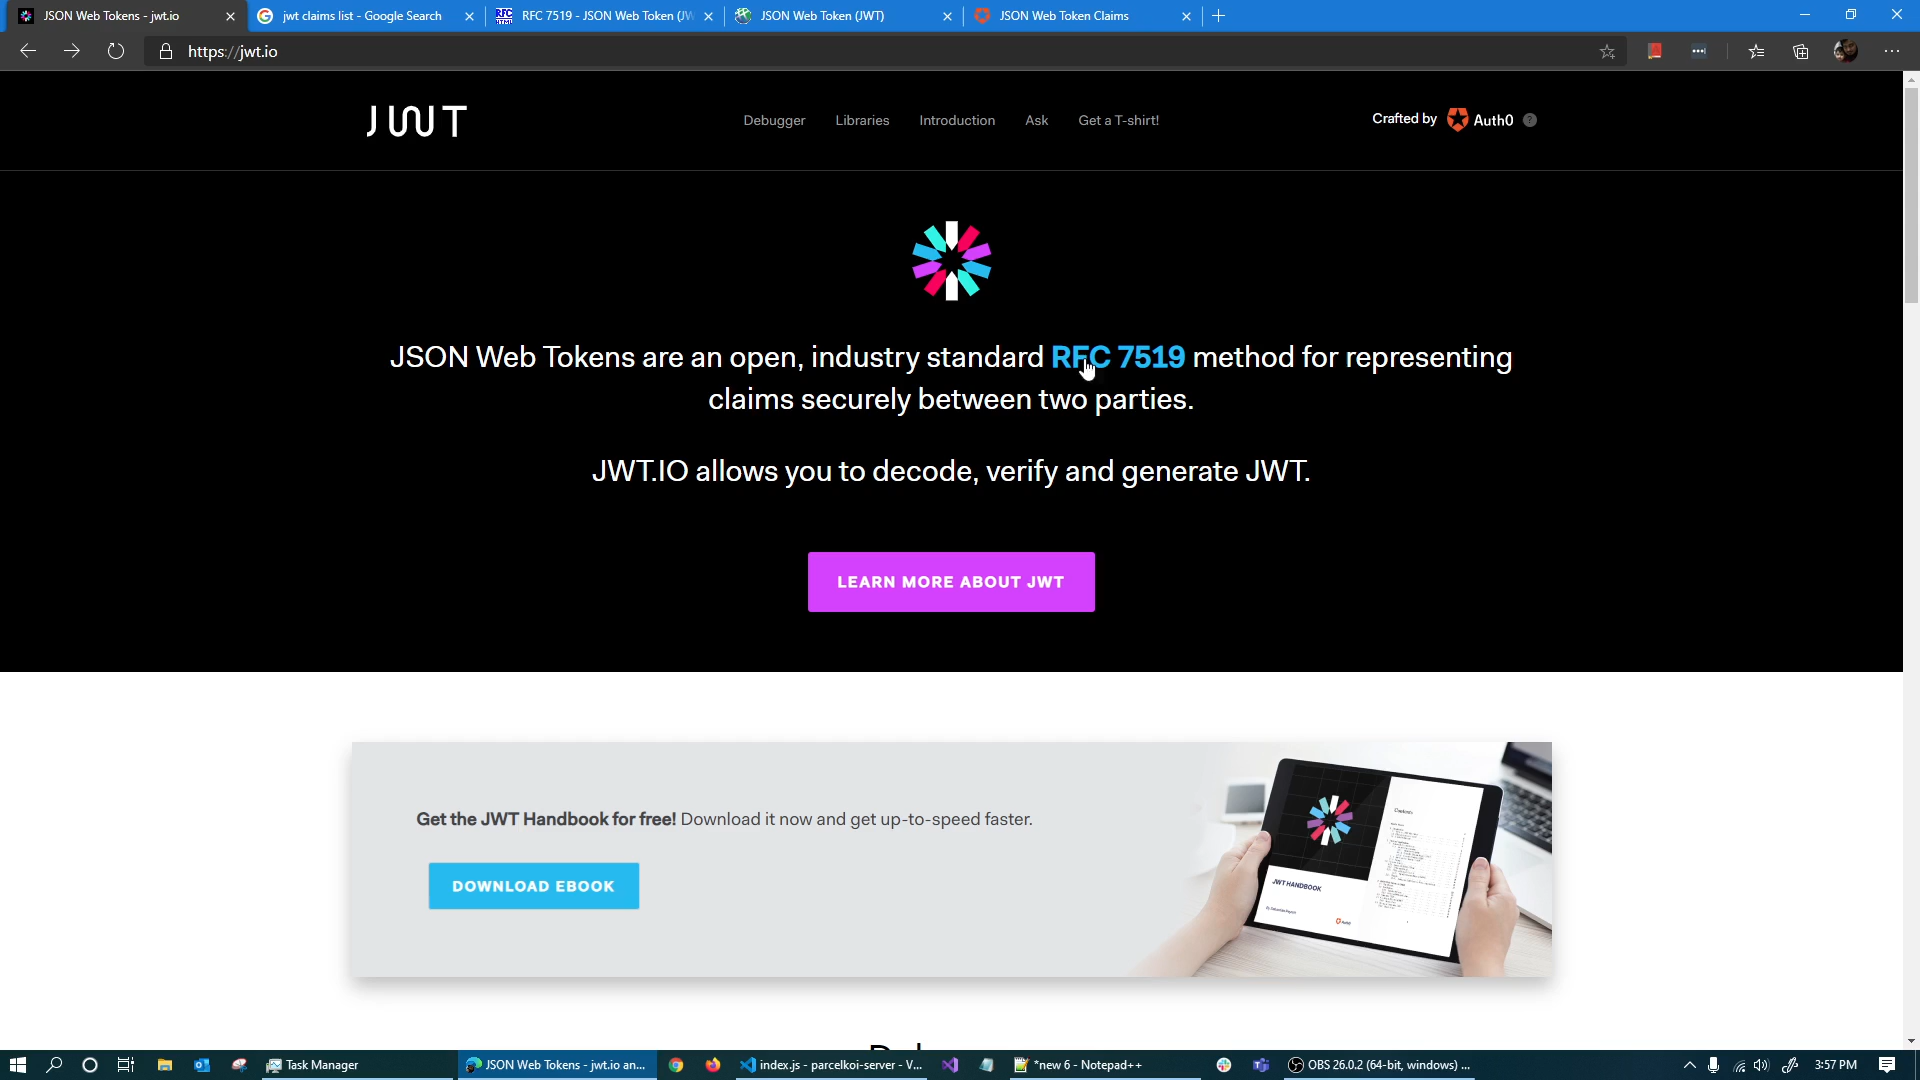 JSON Web Tokens - jwt.io
jwt claims list - Google Search
RFC 7519 - JSON Web Token (JW
JSON Web Token (JWT)
JSON Web Token Claims
https://jwt.io
JWT
Debugger
Libraries
Introduction
Ask
Get a T-shirt!
Crafted by Auth0 ?
JSON Web Tokens are an open, industry standard RFC 7519 method for representing
claims securely between two parties.
JWT.IO allows you to decode, verify and generate JWT.
LEARN MORE ABOUT JWT
Get the JWT Handbook for free! Download it now and get up-to-speed faster.
DOWNLOAD EBOOK
JWT HANDBOOK
Contents
Task Manager
JSON Web Tokens - jwt.io an...
index.js - parcelkoi-server - V...
*new 6 - Notepad++
OBS 26.0.2 (64-bit, windows) ...
3:57 PM